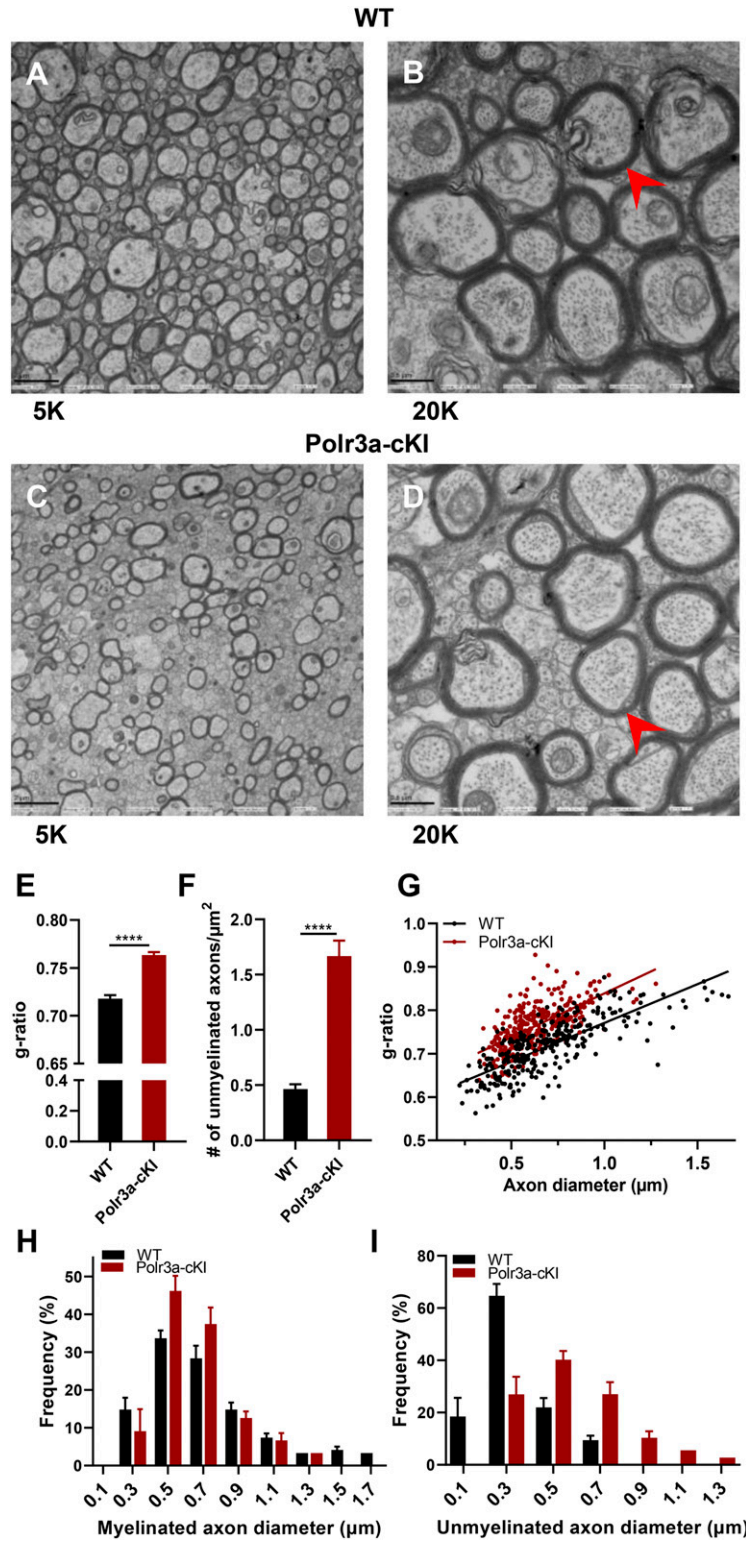 WT
A
B
5K
20K
Polr3a-cKI
C
D
5K
20K
E
F
G
****
g-ratio
0.80
0.75
0.70
0.65
0.4
0.2
0.0
WT
Polr3a-cKI
****
# of unmyelinated axons/µm²
2.0
1.5
1.0
0.5
0.0
WT
Polr3a-cKI
WT
Polr3a-cKI
g-ratio
1.0
0.9
0.8
0.7
0.6
0.5
0.5 1.0 1.5
Axon diameter (µm)
H
WT
Polr3a-cKI
Frequency (%)
50
40
30
20
10
0
0.1 0.3 0.5 0.7 0.9 1.1 1.3 1.5 1.7
Myelinated axon diameter (µm)
I
WT
Polr3a-cKI
Frequency (%)
80
60
40
20
0
0.1 0.3 0.5 0.7 0.9 1.1 1.3
Unmyelinated axon diameter (µm)